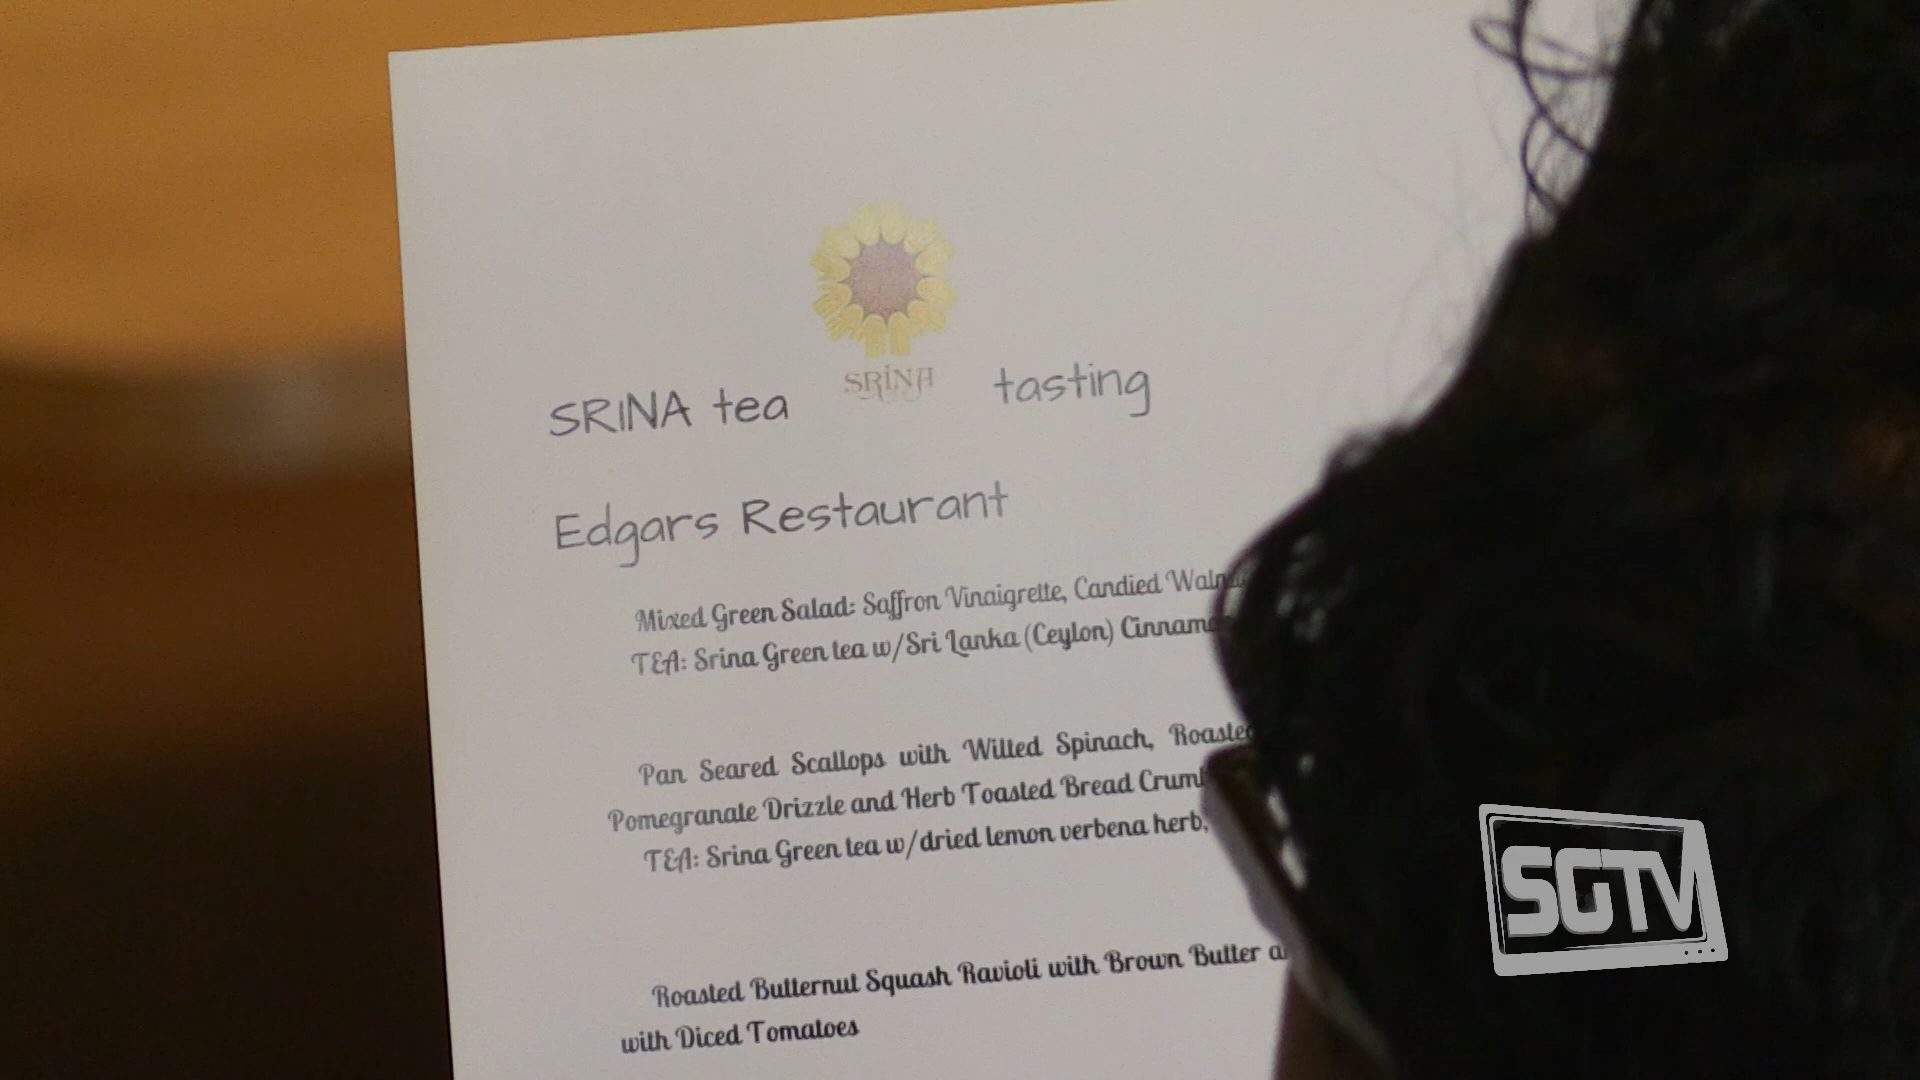 SRINA
SRINA tea tasting
Edgars Restaurant
Mixed Green Salad: Saffron Vinaigrette, Candied
TEA: Srina Green tea w/Sri Lanka (Ceylon)
Pan Seared Scallops with Wilted Spinach, Roasted
Pomegranate Drizzle and Herb Toasted Bread
TEA: Srina Green tea w/dried lemon verbena herb,
Roasted Butternut Squash Ravioli with Brown Butter
with Diced Tomatoes
SGTV